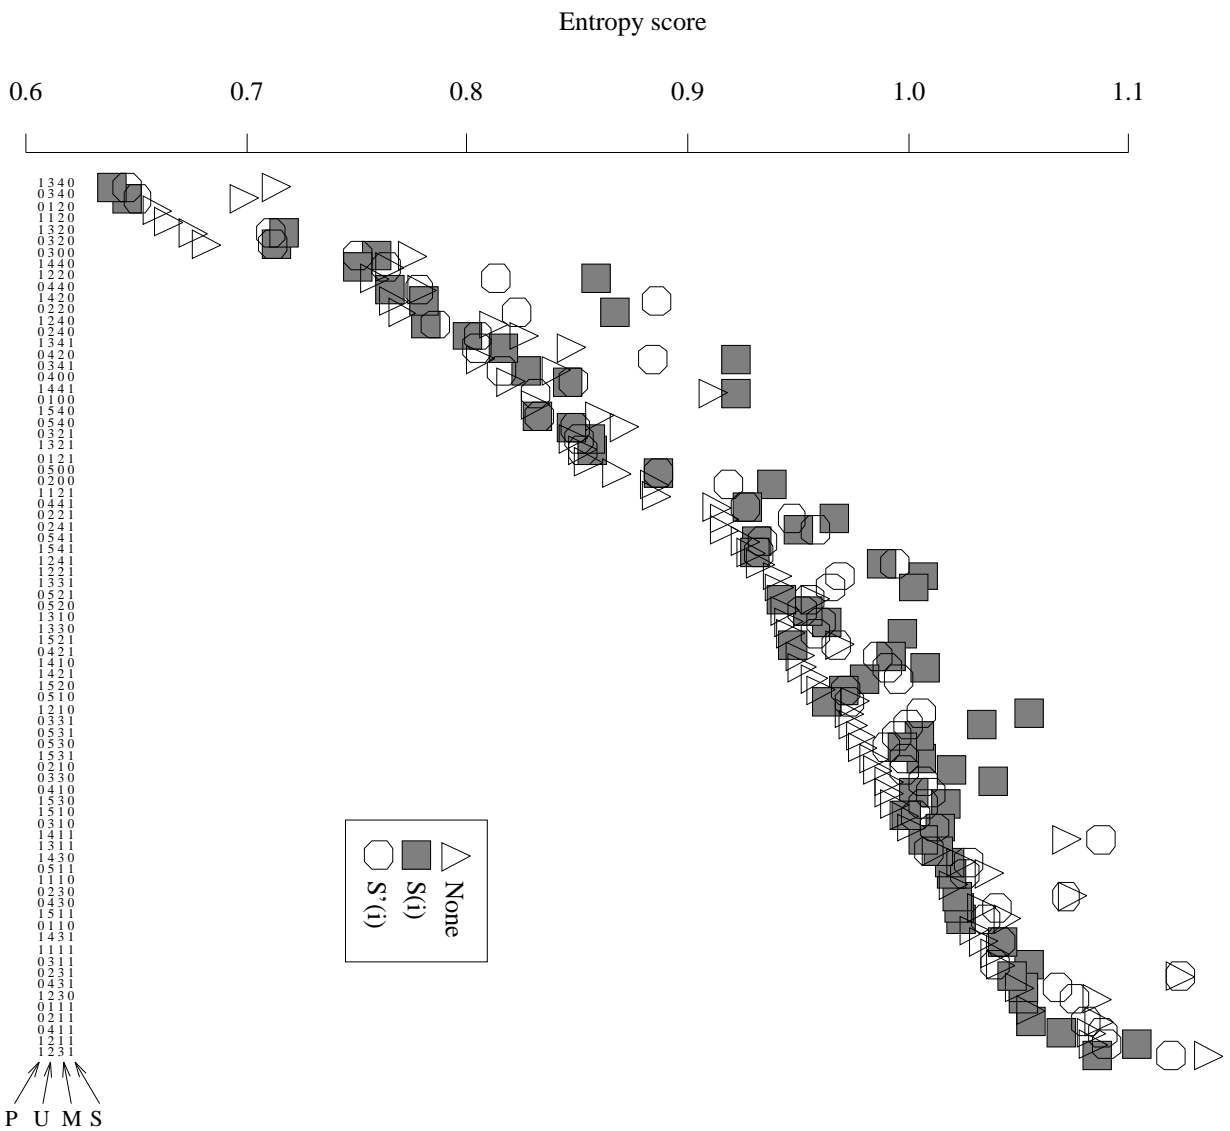 Entropy score
0.6 0.7 0.8 0.9 1.0 1.1
1 3 4 0
0 3 4 0
0 1 2 0
1 1 2 0
1 3 2 0
0 3 2 0
0 3 0 0
1 4 4 0
1 2 2 0
0 4 4 0
1 4 2 0
0 2 2 0
1 2 4 0
0 2 4 0
1 3 4 1
0 4 2 0
0 3 4 1
0 4 0 0
1 4 4 1
0 1 0 0
1 5 4 0
0 5 4 0
0 3 2 1
1 3 2 1
0 1 2 1
0 5 0 0
0 2 0 0
1 1 2 1
0 4 4 1
0 2 2 1
0 2 4 1
0 5 4 1
1 5 4 1
1 2 4 1
1 2 2 1
1 3 3 1
0 5 2 1
0 5 2 0
1 3 1 0
1 3 3 0
1 5 2 1
0 4 2 1
1 4 1 0
1 4 2 1
1 5 2 0
0 5 1 0
1 2 1 0
0 3 3 1
0 5 3 1
0 5 3 0
1 5 3 1
0 2 1 0
0 3 3 0
0 4 1 0
1 5 3 0
1 5 1 0
0 3 1 0
1 4 1 1
1 3 1 1
1 4 3 0
0 5 1 1
1 1 1 0
0 2 3 0
0 4 3 0
1 5 1 1
0 1 1 0
1 4 3 1
1 1 1 1
0 3 1 1
0 2 3 1
0 4 3 1
1 2 3 0
0 1 1 1
0 2 1 1
0 4 1 1
1 2 1 1
1 2 3 1
P U M S
None
S(i)
S'(i)